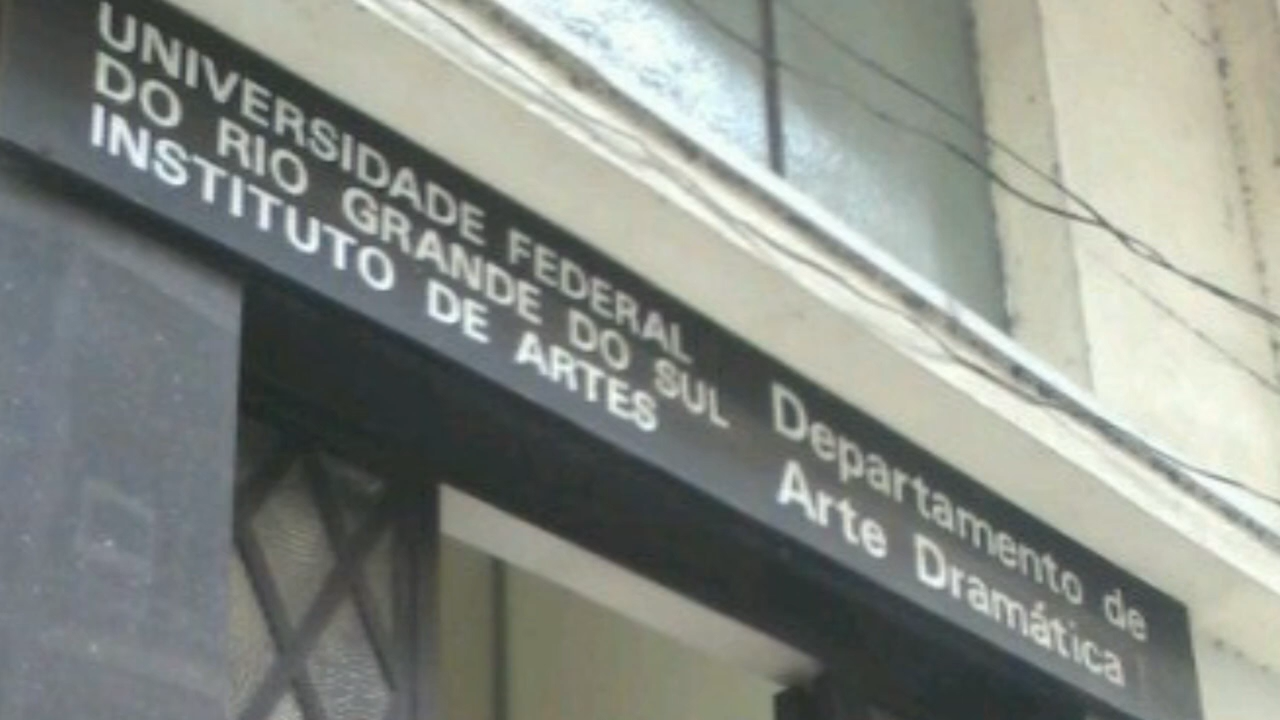 UNIVERSIDADE FEDERAL
DO RIO GRANDE DO SUL
INSTITUTO DE ARTES
Departamento de
Arte Dramática